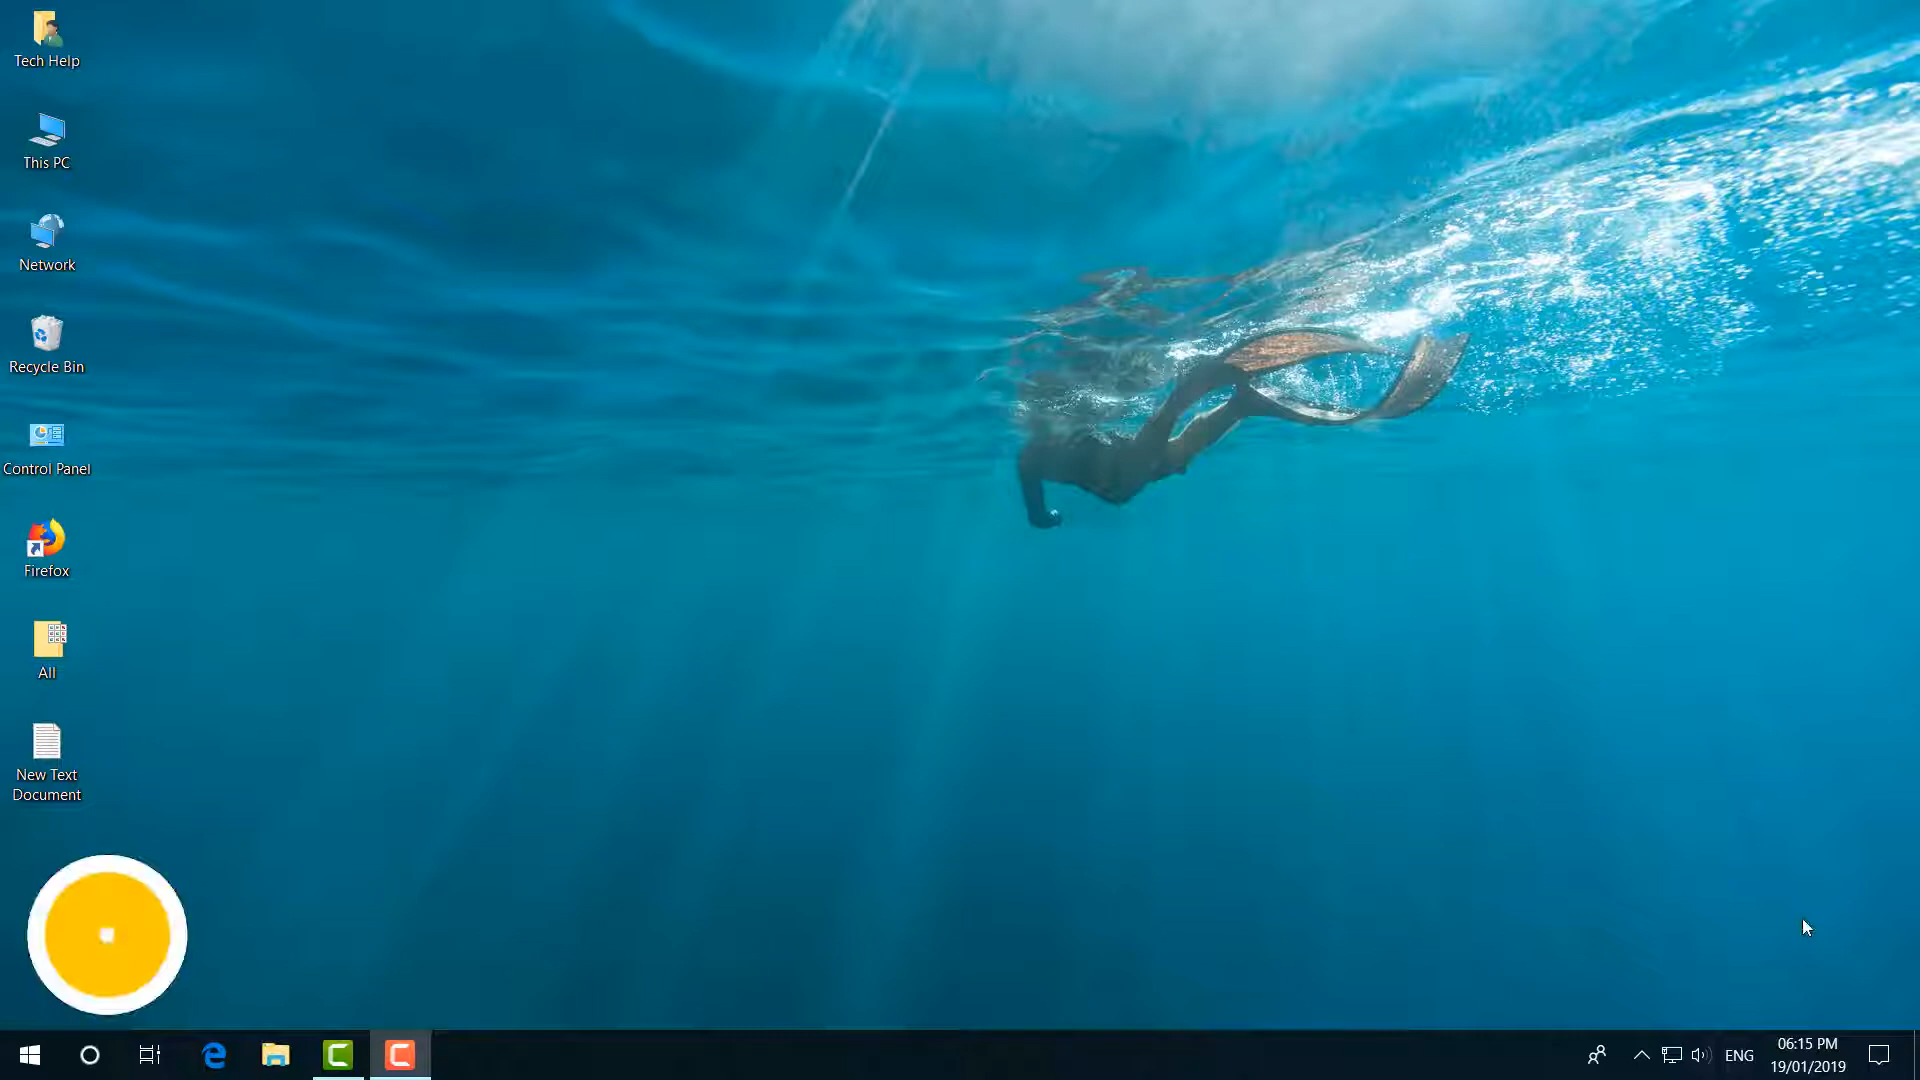 Tech Help
This PC
Network
Recycle Bin
Control Panel
Firefox
All
New Text
Document
ENG
06:15 PM
19/01/2019